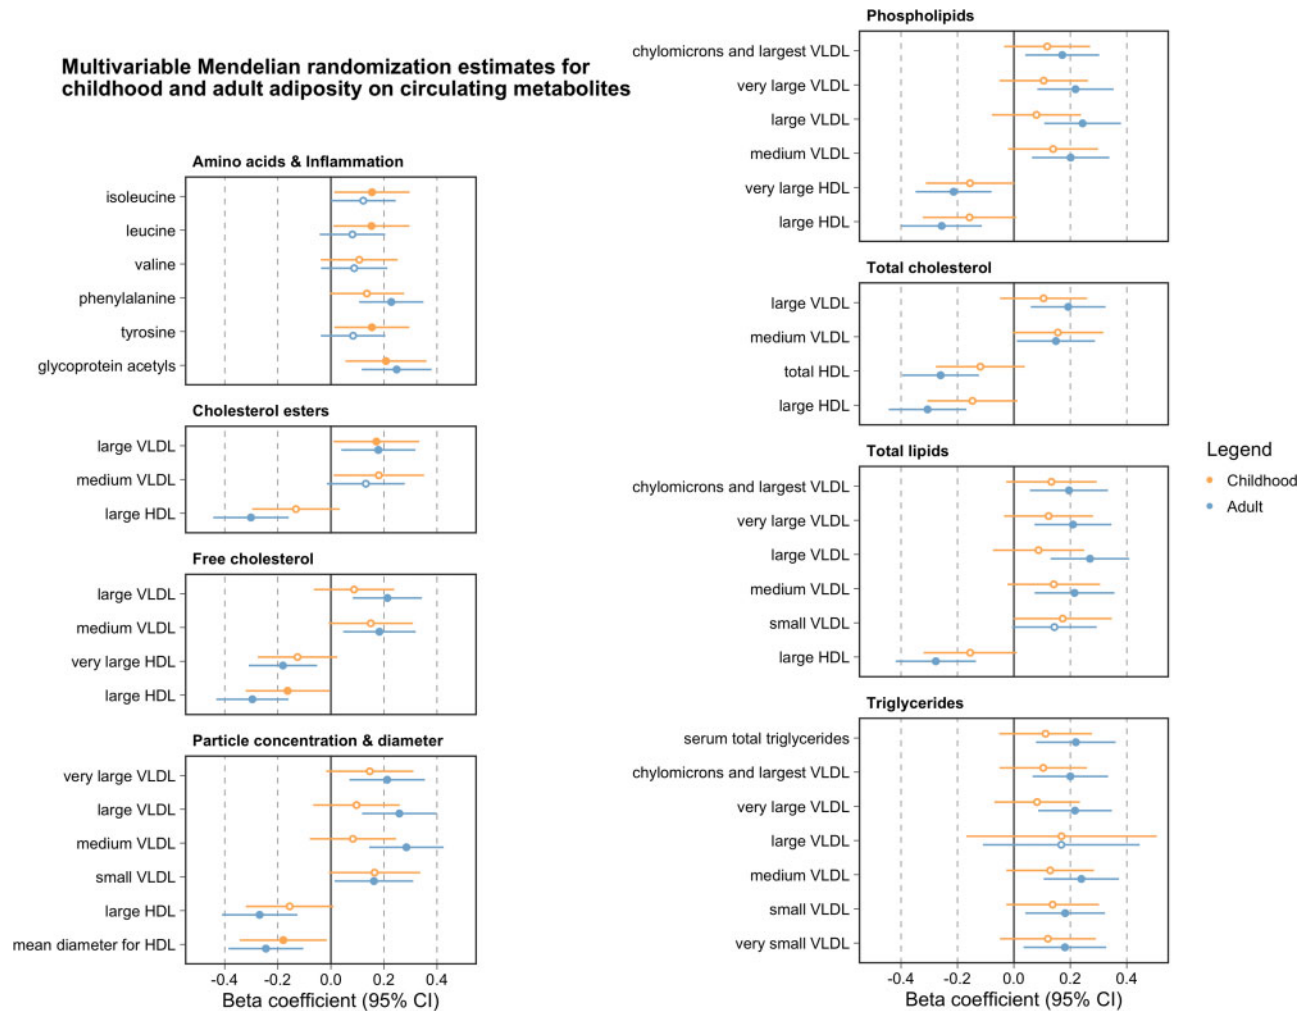 Multivariable Mendelian randomization estimates for
childhood and adult adiposity on circulating metabolites
Amino acids & Inflammation
isoleucine
leucine
valine
phenylalanine
tyrosine
glycoprotein acetyls
Cholesterol esters
large VLDL
medium VLDL
large HDL
Free cholesterol
large VLDL
medium VLDL
very large HDL
large HDL
Particle concentration & diameter
very large VLDL
large VLDL
medium VLDL
small VLDL
large HDL
mean diameter for HDL
-0.4 -0.2 0.0 0.2 0.4
Beta coefficient (95% CI)
Phospholipids
chylomicrons and largest VLDL
very large VLDL
large VLDL
medium VLDL
very large HDL
large HDL
Total cholesterol
large VLDL
medium VLDL
total HDL
large HDL
Total lipids
chylomicrons and largest VLDL
very large VLDL
large VLDL
medium VLDL
small VLDL
large HDL
Triglycerides
serum total triglycerides
chylomicrons and largest VLDL
very large VLDL
large VLDL
medium VLDL
small VLDL
very small VLDL
-0.4 -0.2 0.0 0.2 0.4
Beta coefficient (95% CI)
Legend
Childhood
Adult